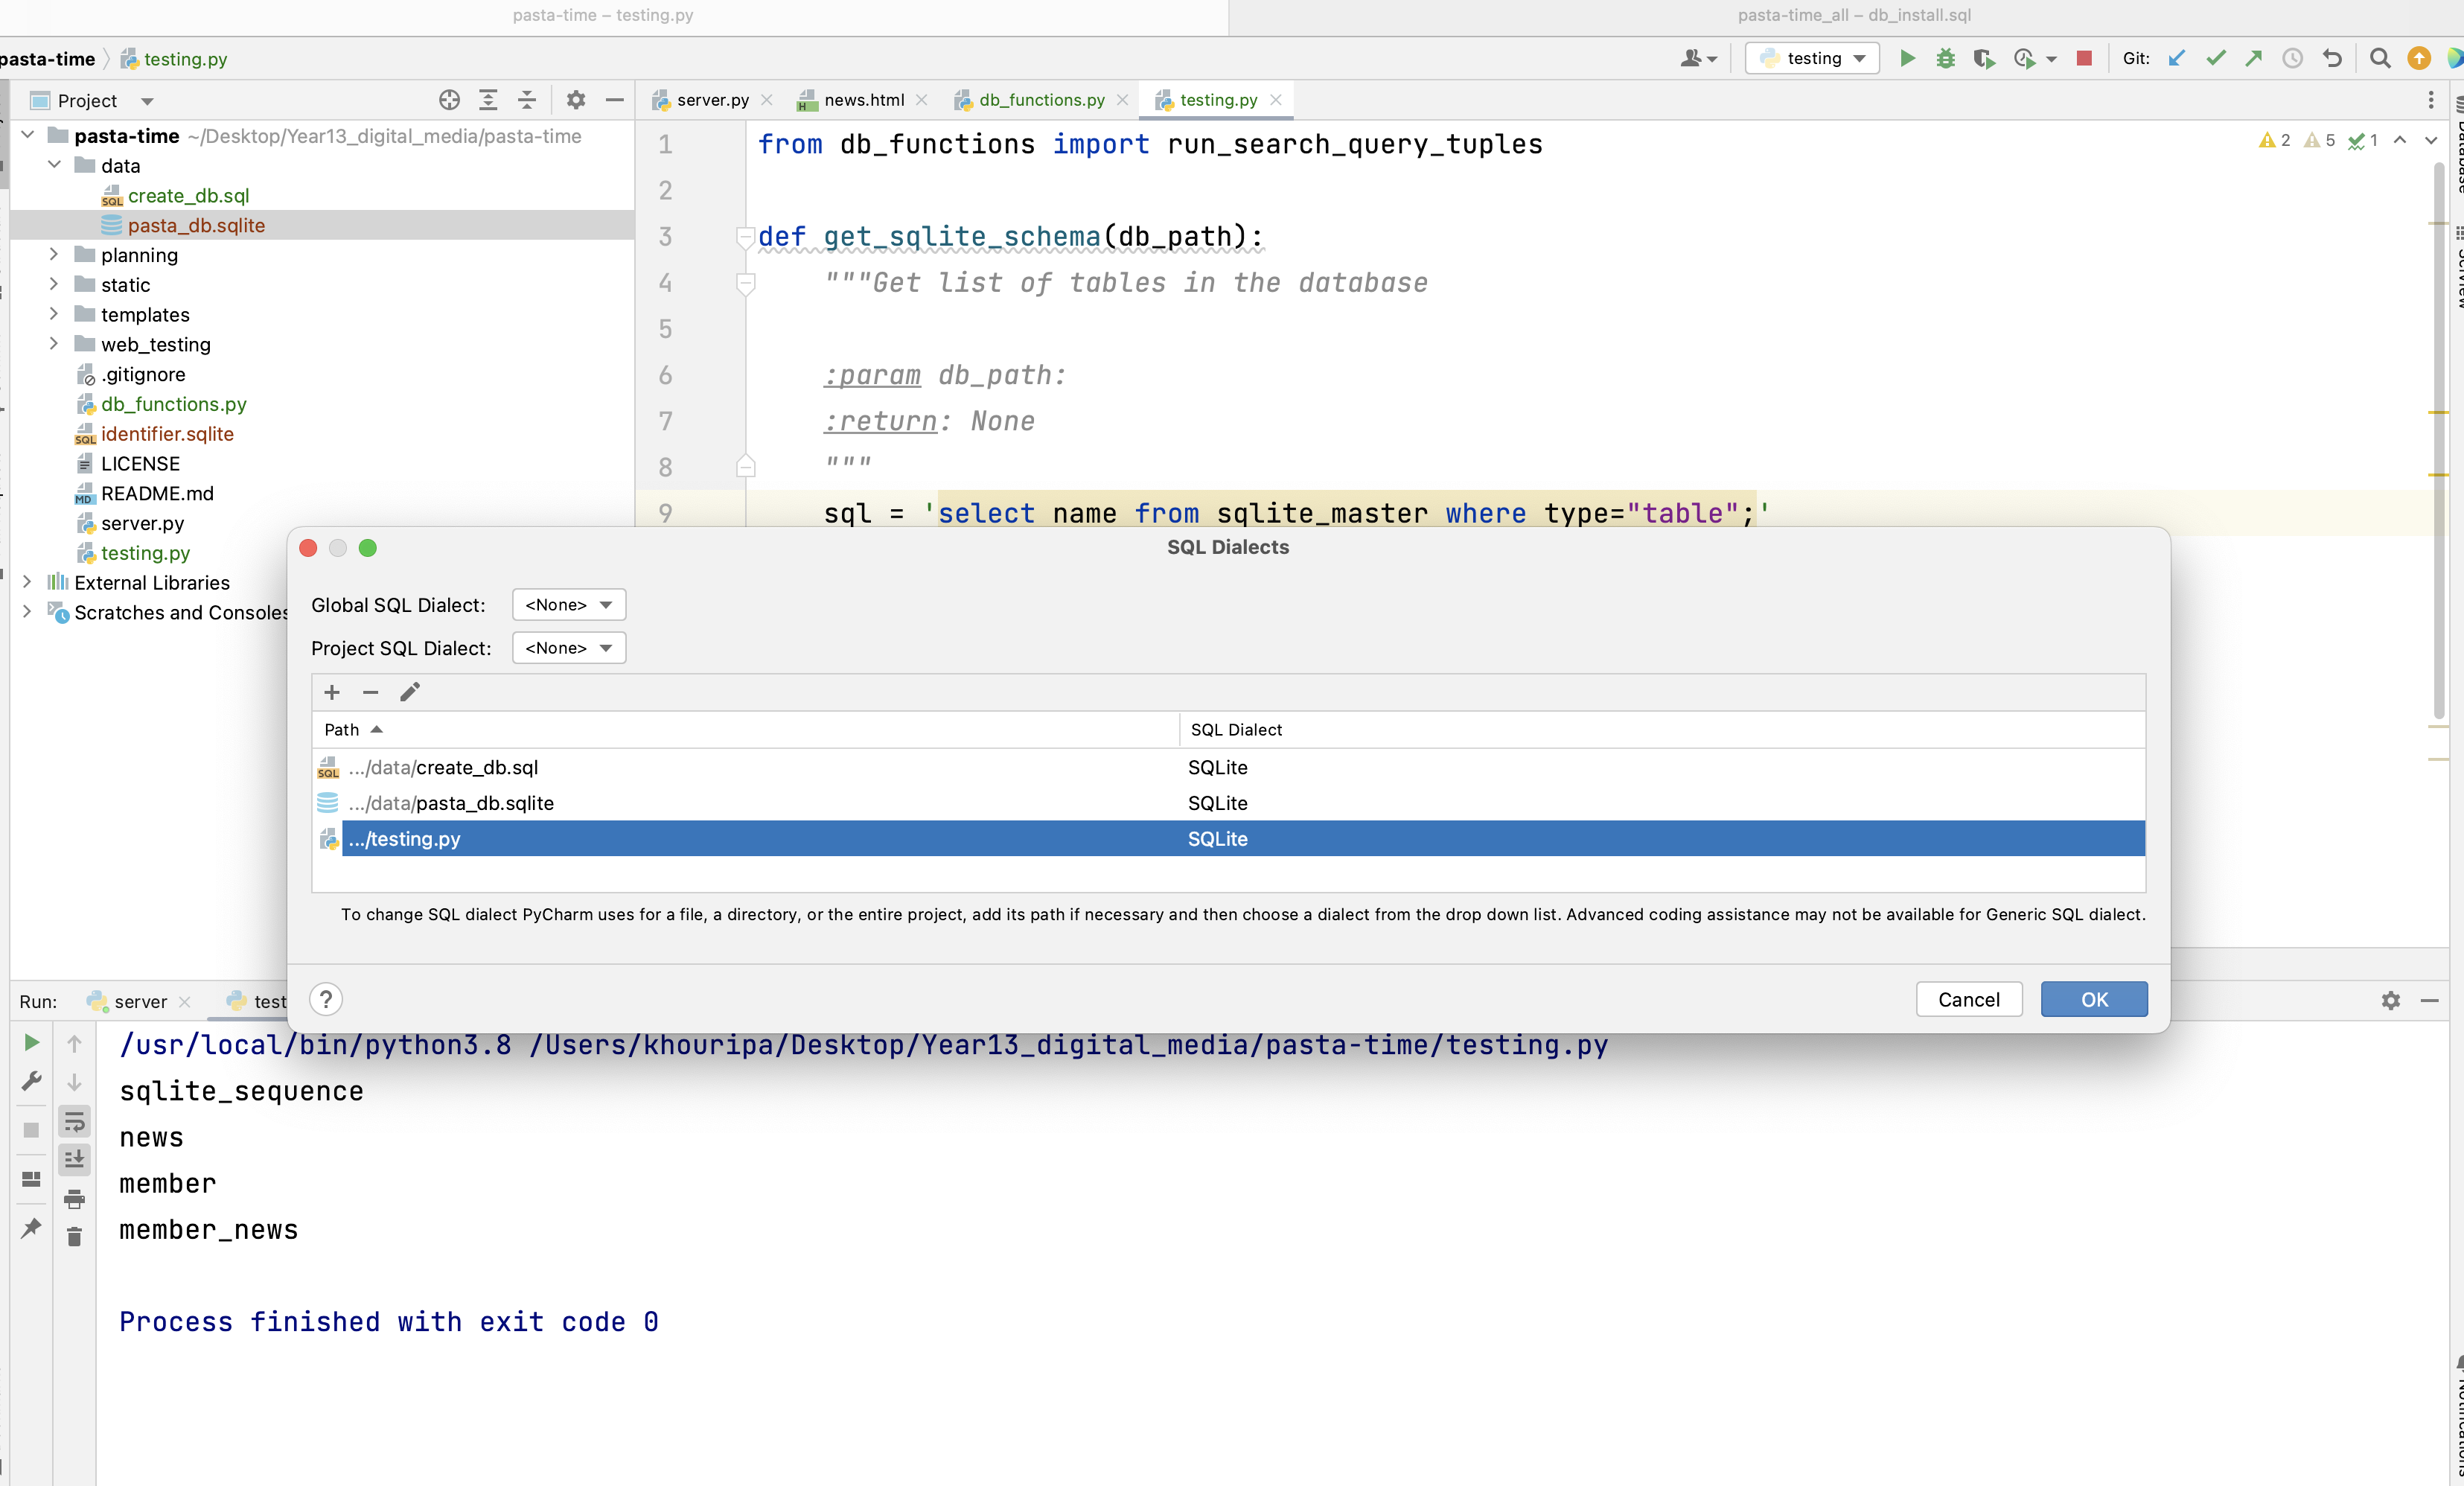 pasta-time – testing.py
pasta-time_all – db_install.sql
pasta-time
testing.py
testing
Git:
Project
server.py
news.html
db_functions.py
testing.py
pasta-time ~/Desktop/Year13_digital_media/pasta-time
data
create_db.sql
pasta_db.sqlite
planning
static
templates
web_testing
.gitignore
db_functions.py
identifier.sqlite
LICENSE
README.md
server.py
testing.py
External Libraries
Scratches and Consoles
2 5 1
1 from db_functions import run_search_query_tuples
2
3 def get_sqlite_schema(db_path):
4 """Get list of tables in the database
5
6 :param db_path:
7 :return: None
8 """
9 sql = 'select name from sqlite_master where type="table";'
Database
SciView
SQL Dialects
Global SQL Dialect: <None>
Project SQL Dialect: <None>
Path SQL Dialect
.../data/create_db.sql SQLite
.../data/pasta_db.sqlite SQLite
.../testing.py SQLite
To change SQL dialect PyCharm uses for a file, a directory, or the entire project, add its path if necessary and then choose a dialect from the drop down list. Advanced coding assistance may not be available for Generic SQL dialect.
? Cancel OK
Run: server test
/usr/local/bin/python3.8 /Users/khouripa/Desktop/Year13_digital_media/pasta-time/testing.py
sqlite_sequence
news
member
member_news
Process finished with exit code 0
Notifications